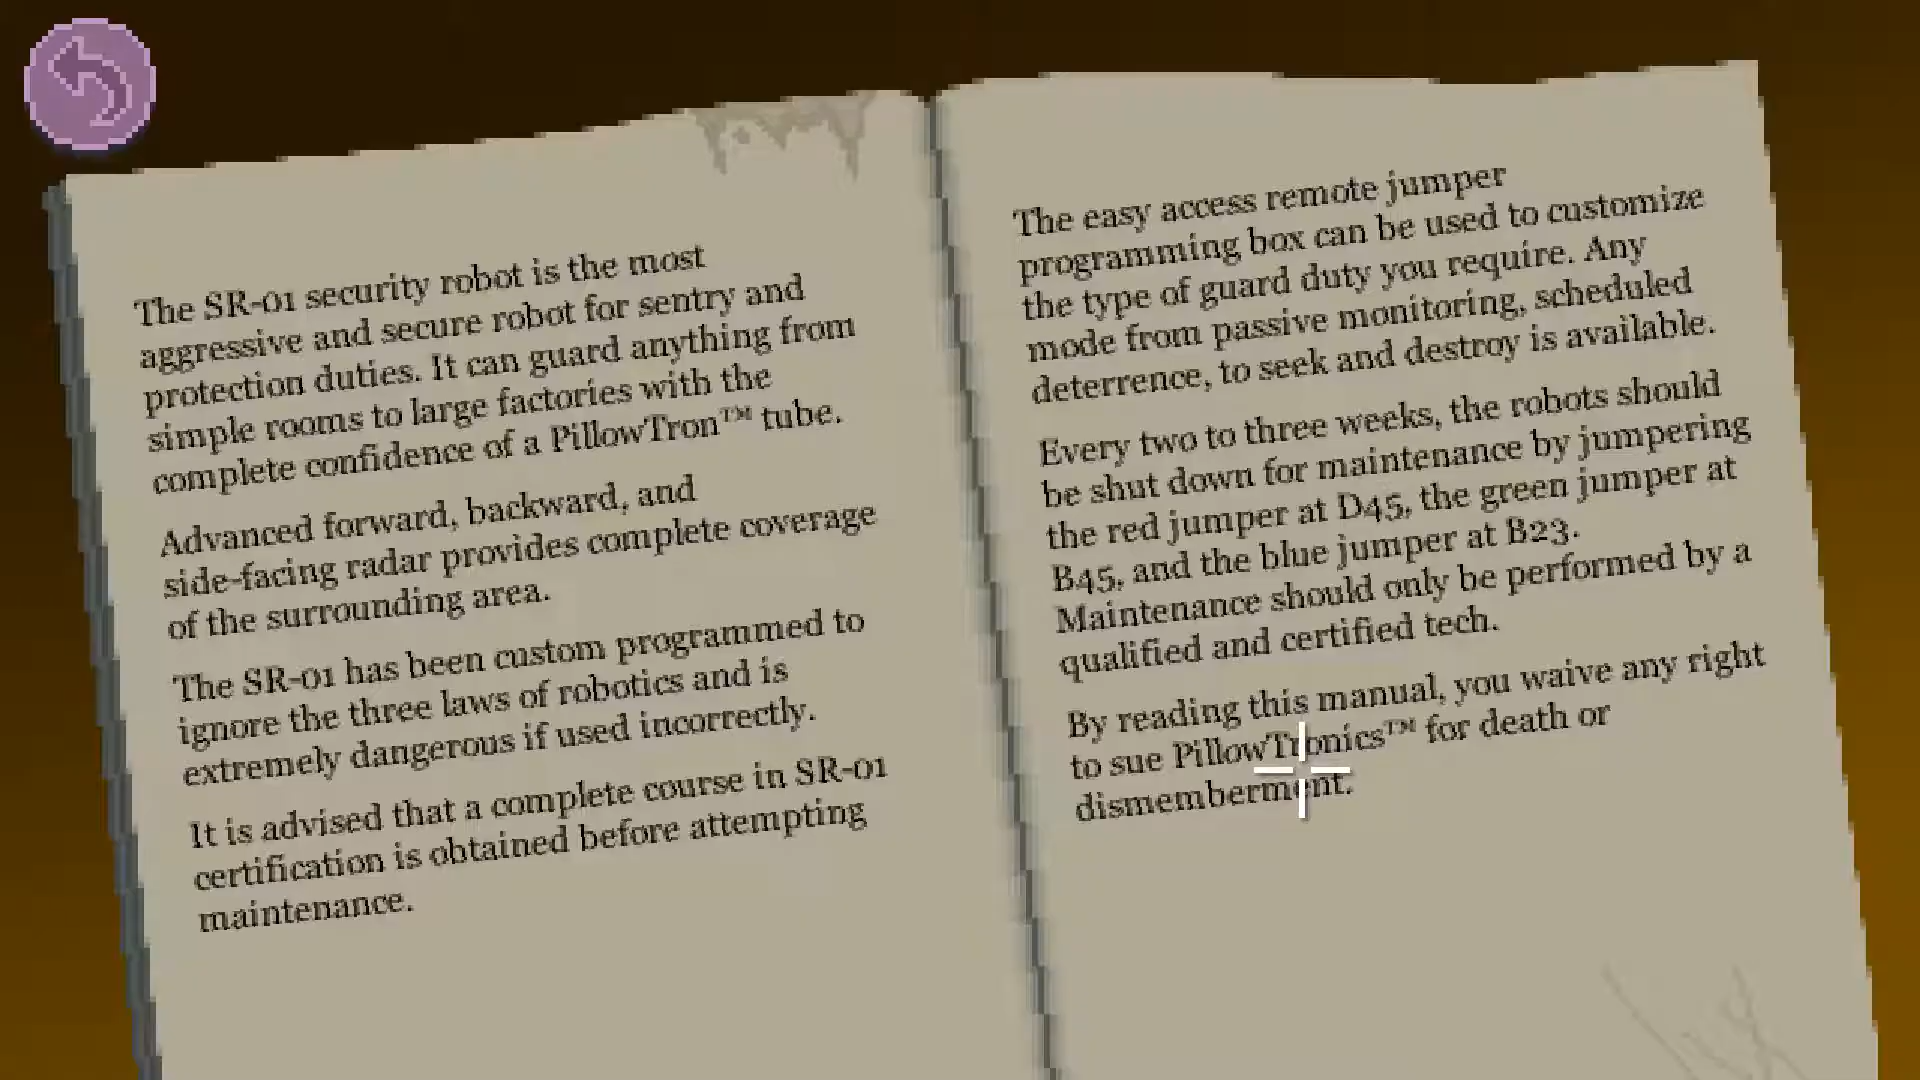 The SR-01 security robot is the most
aggressive and secure robot for sentry and
protection duties. It can guard anything from
simple rooms to large factories with the
complete confidence of a PillowTron™ tube.
Advanced forward, backward, and
side-facing radar provides complete coverage
of the surrounding area.
The SR-01 has been custom programmed to
ignore the three laws of robotics and is
extremely dangerous if used incorrectly.
It is advised that a complete course in SR-01
certification is obtained before attempting
maintenance.
The easy access remote jumper
programming box can be used to customize
the type of guard duty you require. Any
mode from passive monitoring, scheduled
deterrence, to seek and destroy is available.
Every two to three weeks, the robots should
be shut down for maintenance by jumpering
the red jumper at D45, the green jumper at
B45, and the blue jumper at B23.
Maintenance should only be performed by a
qualified and certified tech.
By reading this manual, you waive any right
to sue PillowTronics™ for death or
dismemberment.